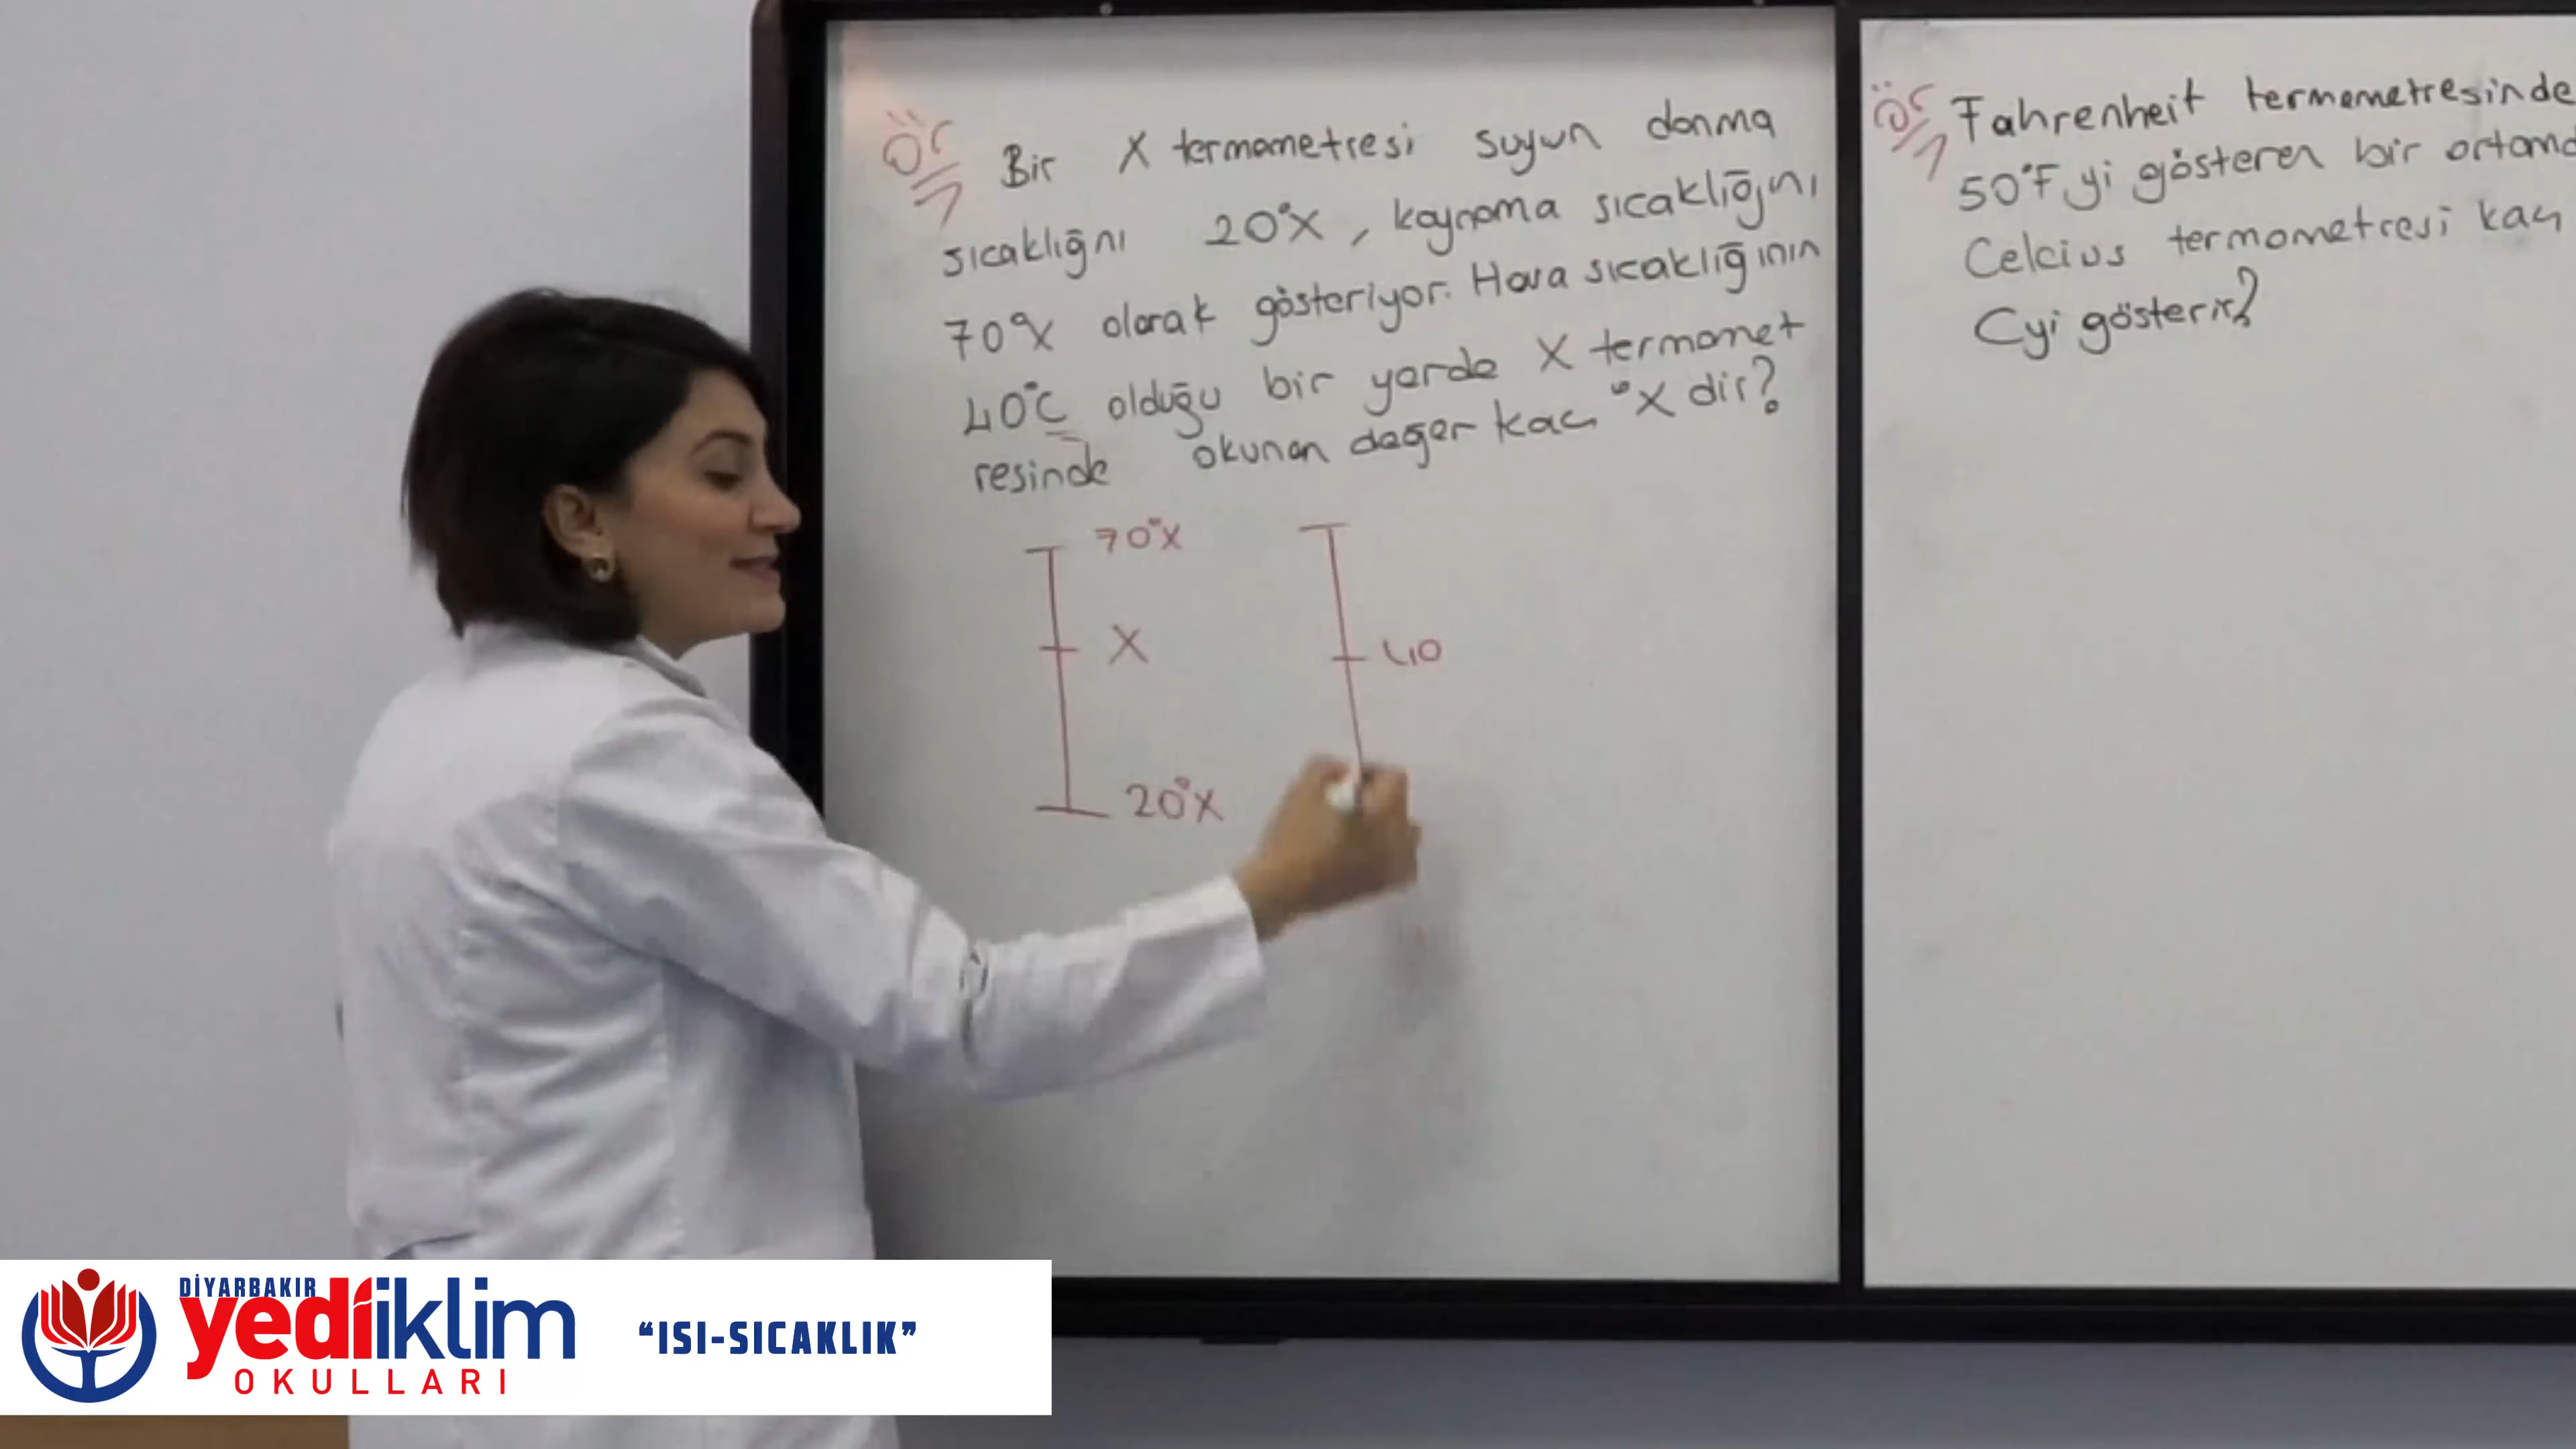 Ör
Bir X termometresi suyun donma
sıcaklığnı 20°X, kaynama sıcaklığını
70°X olarak gösteriyor. Hava sıcaklığının
40°C olduğu bir yerde X termomet
resinde okunan değer kaç °X dir?
70°X
X
20°X
40
Ör
Fahrenheit termometresinde
50°F yi gösteren bir ortamd
Celcius termometresi kaç
C yi gösterir?
DİYARBAKIR
yediiklim
OKULLARI
“ISI-SICAKLIK”